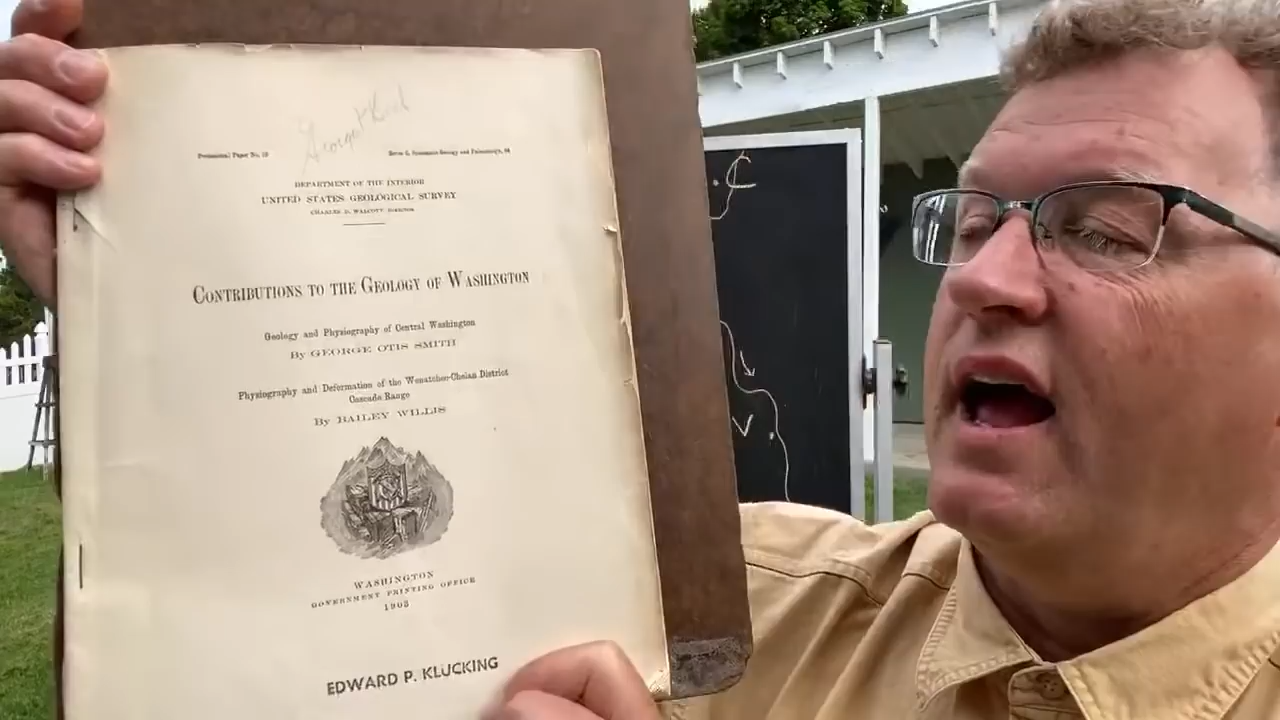 George
Professional Paper No. 19
Series C, Systematic Geology and Paleontology, 64
DEPARTMENT OF THE INTERIOR
UNITED STATES GEOLOGICAL SURVEY
CHARLES D. WALCOTT, DIRECTOR
CONTRIBUTIONS TO THE GEOLOGY OF WASHINGTON
Geology and Physiography of Central Washington
By GEORGE OTIS SMITH
Physiography and Deformation of the Wenatchee-Chelan District
Cascade Range
By BAILEY WILLIS
WASHINGTON
GOVERNMENT PRINTING OFFICE
1903
EDWARD P. KLUCKING